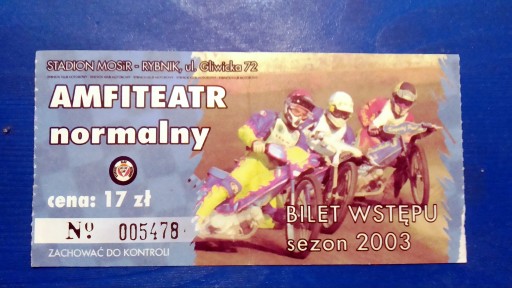 STADION MOSiR - RYBNIK, ul. Gliwicka 72
AMFITEATR
normalny
cena: 17 zł
Nº 005478
ZACHOWAĆ DO KONTROLI
BILET WSTĘPU
sezon 2003